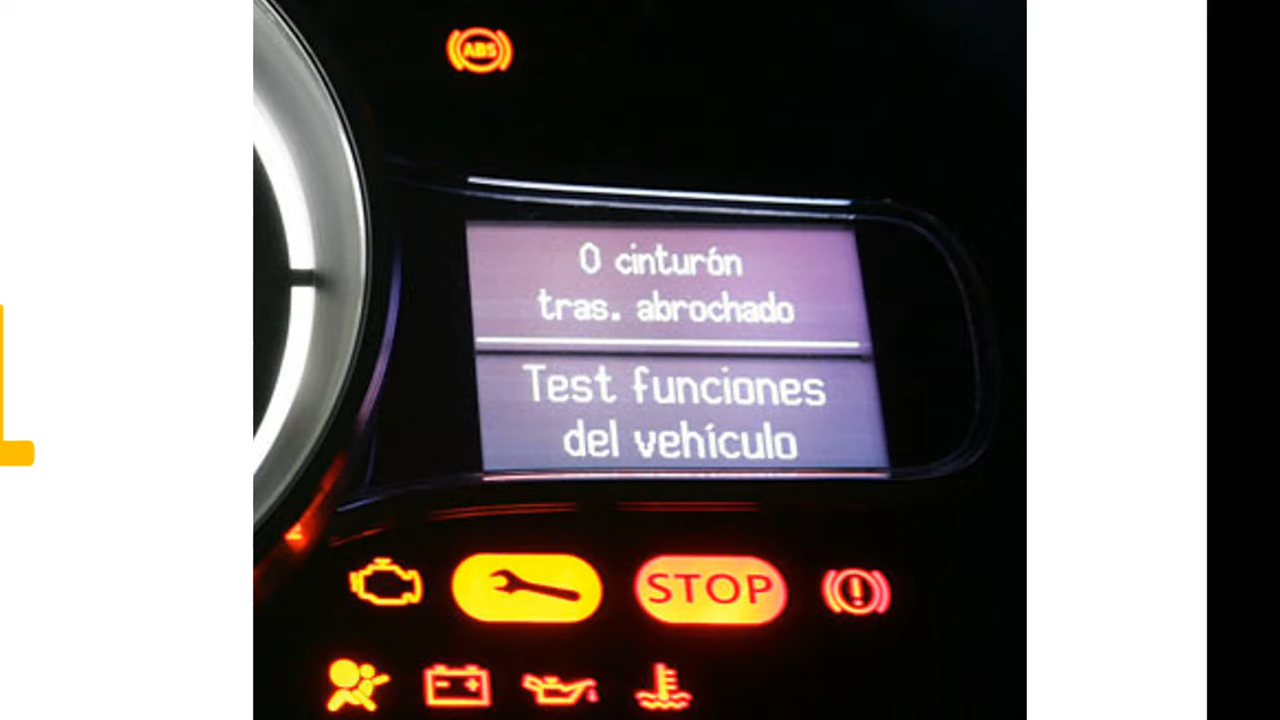 ABS
0 cinturón
tras. abrochado
Test funciones
del vehículo
STOP